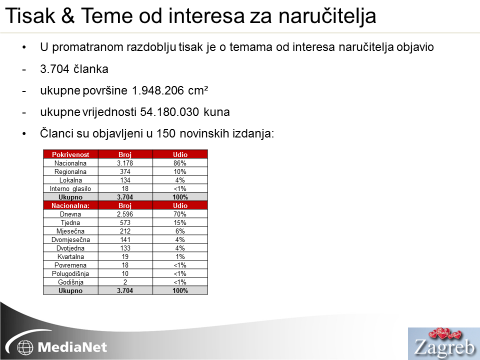 Tisak & Teme od interesa za naručitelja
• U promatranom razdoblju tisak je o temama od interesa naručitelja objavio
- 3.704 članka
- ukupne površine 1.948.206 cm²
- ukupne vrijednosti 54.180.030 kuna
• Članci su objavljeni u 150 novinskih izdanja:
Pokrivenost Broj Udio
Nacionalna 3.178 86%
Regionalna 374 10%
Lokalna 134 4%
Interno glasilo 18 <1%
Ukupno 3.704 100%
Nacionalna: Broj Udio
Dnevna 2.596 70%
Tjedna 573 15%
Mjesečna 212 6%
Dvomjesečna 141 4%
Dvotjedna 133 4%
Kvartalna 19 1%
Povremena 18 <1%
Polugodišnja 10 <1%
Godišnja 2 <1%
Ukupno 3.704 100%
MediaNet
Zagreb